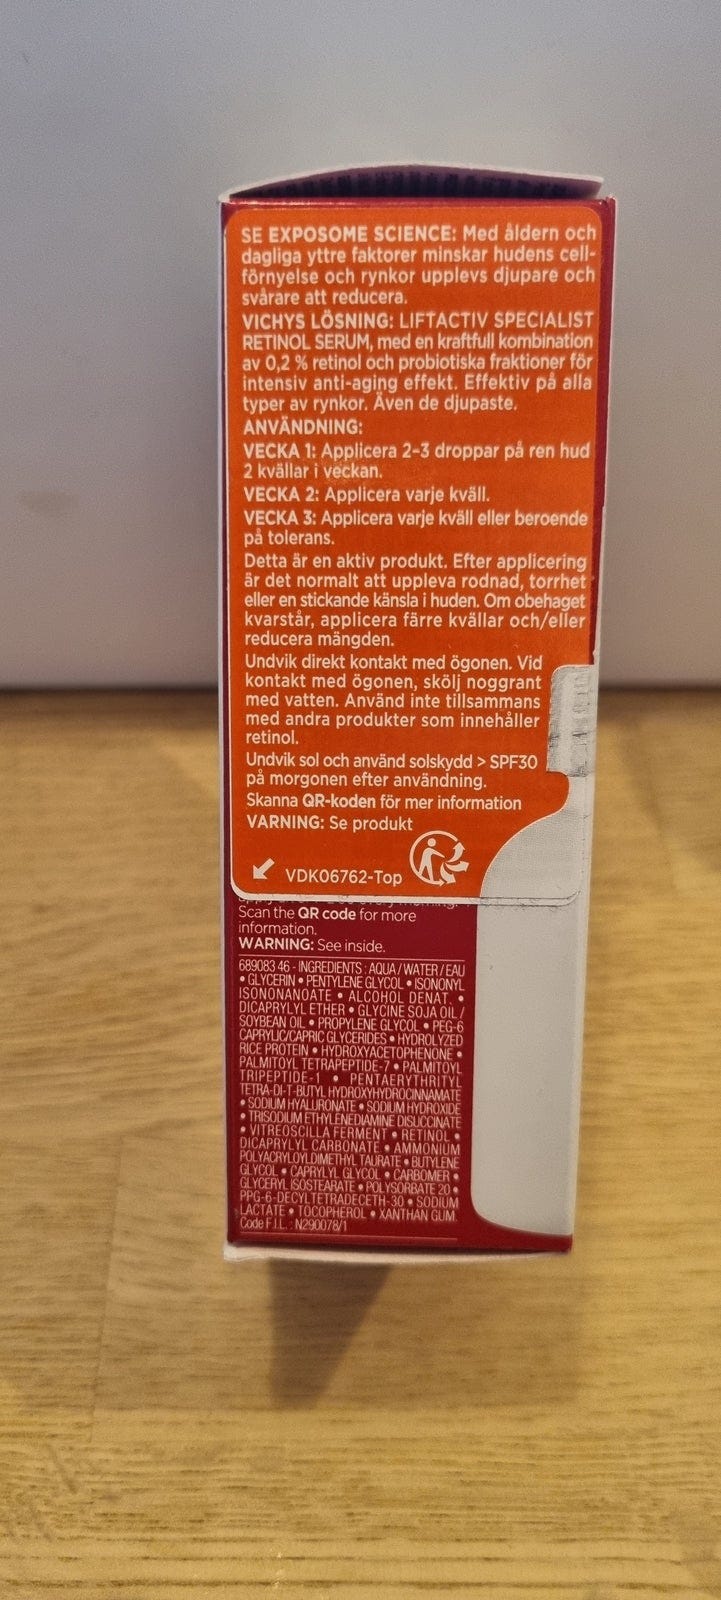 SE EXPOSOME SCIENCE: Med åldern och
dagliga yttre faktorer minskar hudens cell-
förnyelse och rynkor upplevs djupare och
svårare att reducera.
VICHYS LÖSNING: LIFTACTIV SPECIALIST
RETINOL SERUM, med en kraftfull kombination
av 0,2 % retinol och probiotiska fraktioner för
intensiv anti-aging effekt. Effektiv på alla
typer av rynkor. Även de djupaste.
ANVÄNDNING:
VECKA 1: Applicera 2-3 droppar på ren hud
2 kvällar i veckan.
VECKA 2: Applicera varje kväll.
VECKA 3: Applicera varje kväll eller beroende
på tolerans.
Detta är en aktiv produkt. Efter applicering
är det normalt att uppleva rodnad, torrhet
eller en stickande känsla i huden. Om obehaget
kvarstår, applicera färre kvällar och/eller
reducera mängden.
Undvik direkt kontakt med ögonen. Vid
kontakt med ögonen, skölj noggrant
med vatten. Använd inte tillsammans
med andra produkter som innehåller
retinol.
Undvik sol och använd solskydd > SPF30
på morgonen efter användning.
Skanna QR-koden för mer information
VARNING: Se produkt
VDK06762-Top
Scan the QR code for more
information.
WARNING: See inside.
689083 46 - INGREDIENTS : AQUA / WATER / EAU
• GLYCERIN • PENTYLENE GLYCOL • ISONONYL
ISONONANOATE • ALCOHOL DENAT. •
DICAPRYLYL ETHER • GLYCINE SOJA OIL /
SOYBEAN OIL • PROPYLENE GLYCOL • PEG-6
CAPRYLIC/CAPRIC GLYCERIDES • HYDROLYZED
RICE PROTEIN • HYDROXYACETOPHENONE •
PALMITOYL TETRAPEPTIDE-7 • PALMITOYL
TRIPEPTIDE-1 • PENTAERYTHRITYL
TETRA-DI-T-BUTYL HYDROXYHYDROCINNAMATE
• SODIUM HYALURONATE • SODIUM HYDROXIDE
• TRISODIUM ETHYLENEDIAMINE DISUCCINATE
• VITREOSCILLA FERMENT • RETINOL •
DICAPRYLYL CARBONATE • AMMONIUM
POLYACRYLOYLDIMETHYL TAURATE • BUTYLENE
GLYCOL • CAPRYLYL GLYCOL • CARBOMER •
GLYCERYL ISOSTEARATE • POLYSORBATE 20 •
PPG-6-DECYLTETRADECETH-30 • SODIUM
LACTATE • TOCOPHEROL • XANTHAN GUM.
Code F.I.L. : N290078/1